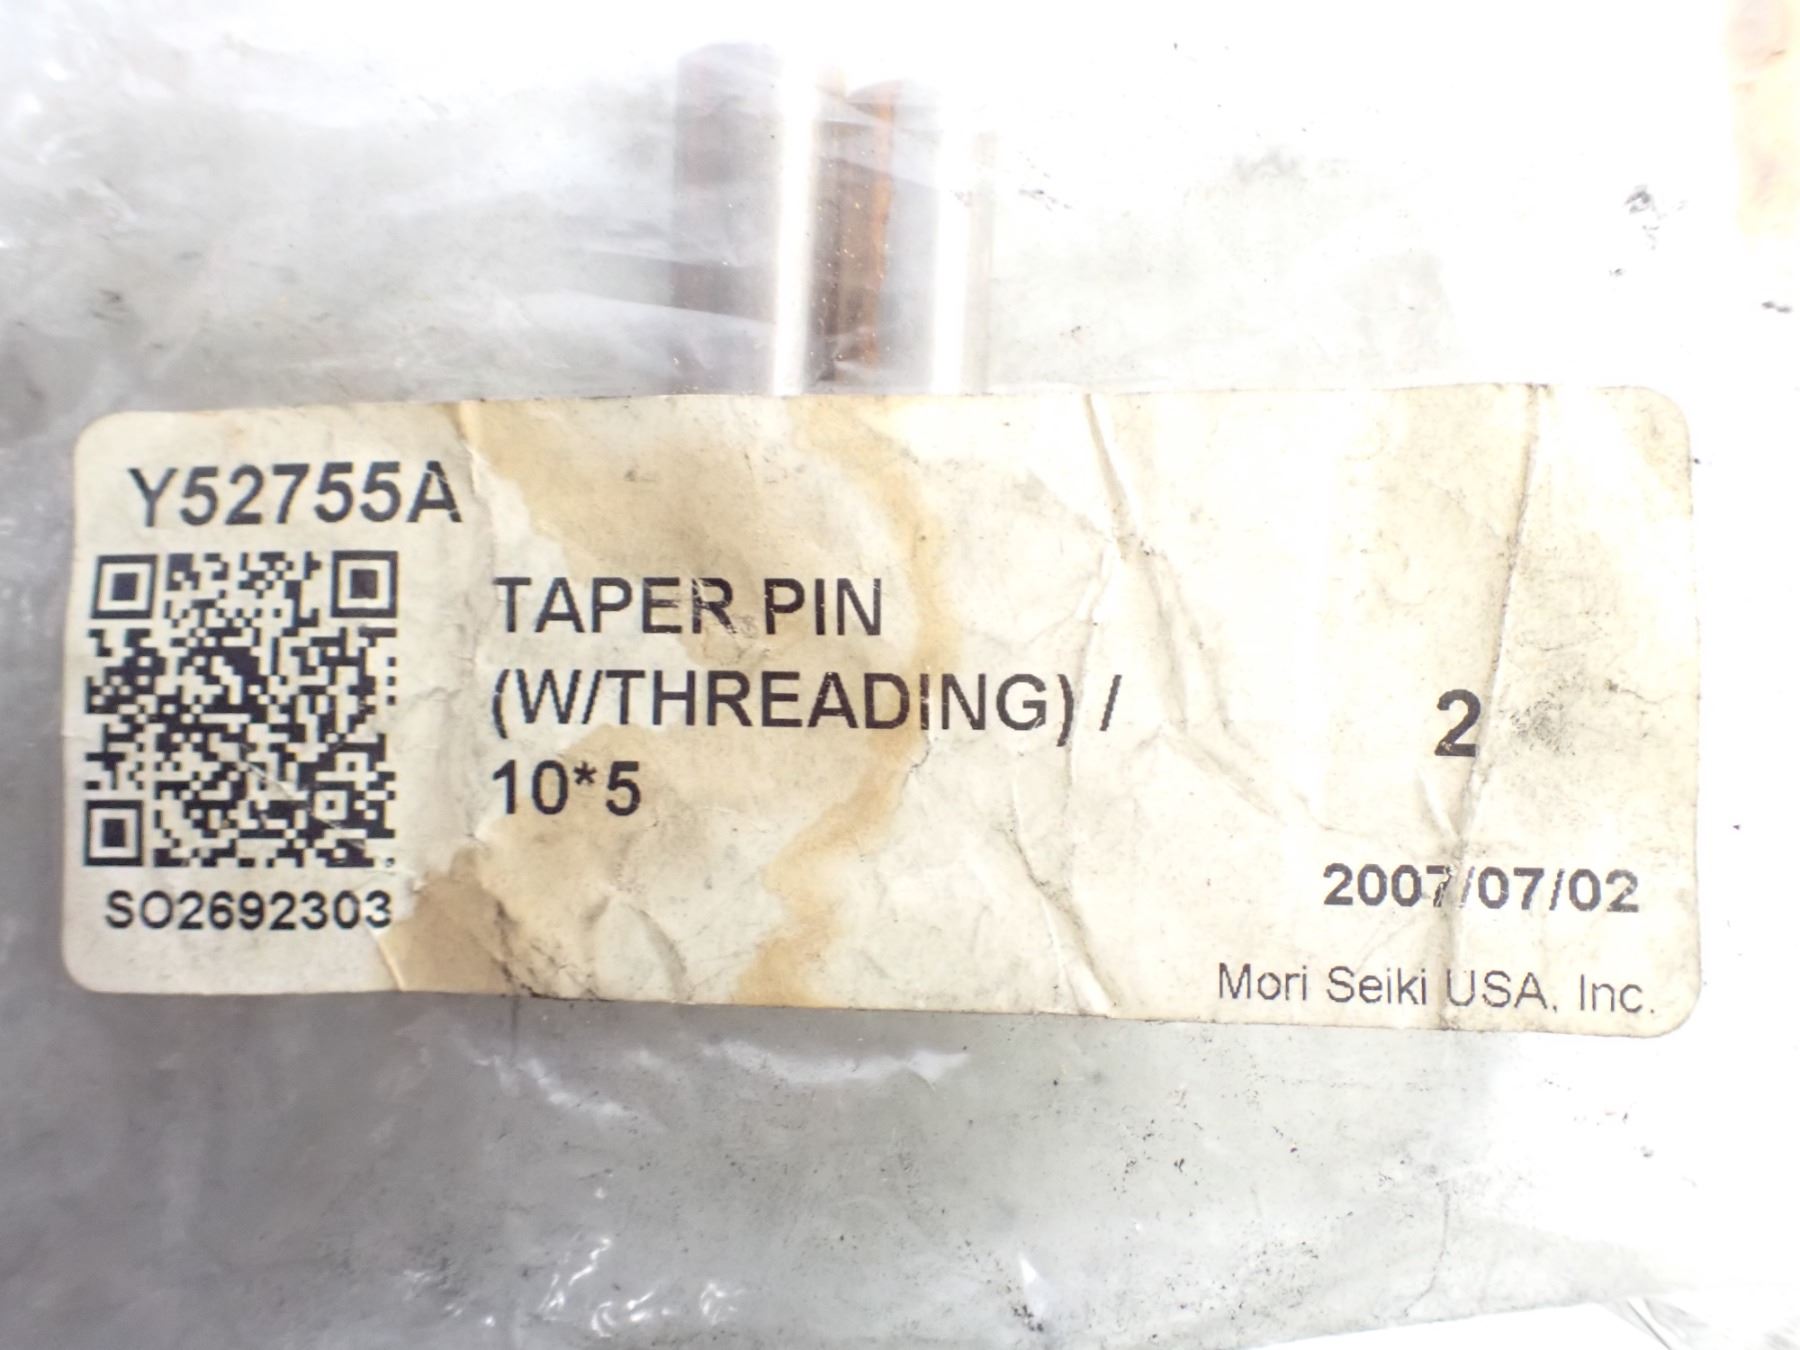 Y52755A
TAPER PIN
(W/THREADING) /
10*5
2
SO2692303
2007/07/02
Mori Seiki USA, Inc.